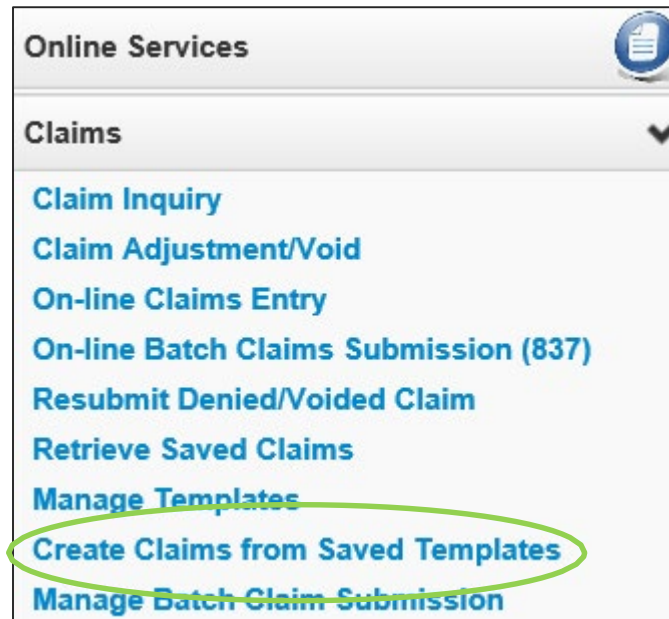 Online Services
Claims
Claim Inquiry
Claim Adjustment/Void
On-line Claims Entry
On-line Batch Claims Submission (837)
Resubmit Denied/Voided Claim
Retrieve Saved Claims
Manage Templates
Create Claims from Saved Templates
Manage Batch Claim Submission